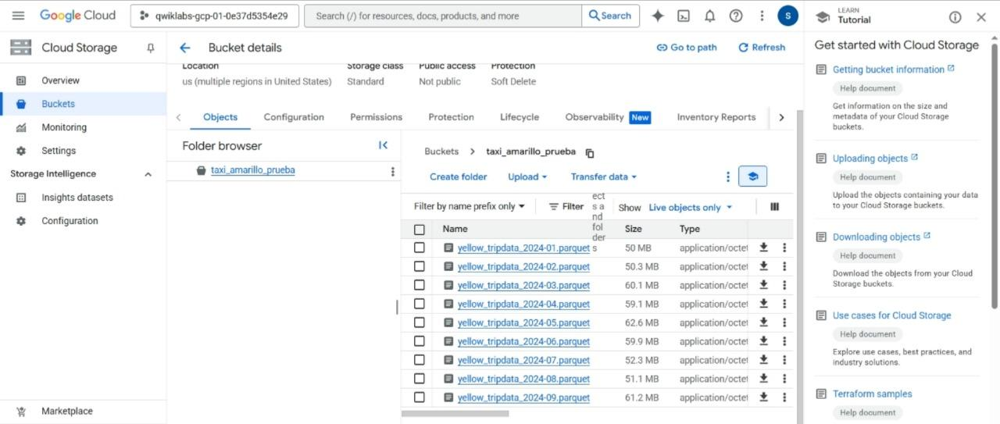 Google Cloud
qwiklabs-gcp-01-0e37d5354e29
Search (/) for resources, docs, products, and more
Search
S
LEARN
Tutorial
Cloud Storage
Overview
Buckets
Monitoring
Settings
Storage Intelligence
Insights datasets
Configuration
Marketplace
Bucket details
Go to path
Refresh
Location
Storage class
Public access
Protection
us (multiple regions in United States)
Standard
Not public
Soft Delete
Objects
Configuration
Permissions
Protection
Lifecycle
Observability New
Inventory Reports
Folder browser
taxi_amarillo_prueba
Buckets > taxi_amarillo_prueba
Create folder
Upload
Transfer data
Filter by name prefix only
Filter
ect
s a
nd
fol
der
s
Show Live objects only
Name Size Type
yellow_tripdata_2024-01.parquet 50 MB application/octet
yellow_tripdata_2024-02.parquet 50.3 MB application/octet
yellow_tripdata_2024-03.parquet 60.1 MB application/octet
yellow_tripdata_2024-04.parquet 59.1 MB application/octet
yellow_tripdata_2024-05.parquet 62.6 MB application/octet
yellow_tripdata_2024-06.parquet 59.9 MB application/octet
yellow_tripdata_2024-07.parquet 52.3 MB application/octet
yellow_tripdata_2024-08.parquet 51.1 MB application/octet
yellow_tripdata_2024-09.parquet 61.2 MB application/octet
Get started with Cloud Storage
Getting bucket information
Help document
Get information on the size and
metadata of your Cloud Storage
buckets.
Uploading objects
Help document
Upload the objects containing your data
to your Cloud Storage buckets.
Downloading objects
Help document
Download the objects from your Cloud
Storage buckets.
Use cases for Cloud Storage
Help document
Explore use cases, best practices, and
industry solutions.
Terraform samples
Help document